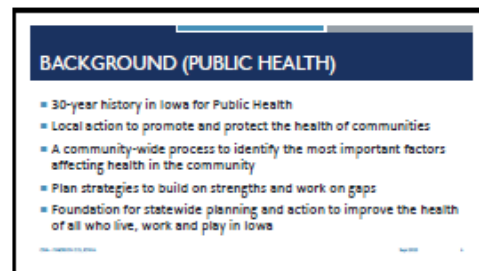 BACKGROUND (PUBLIC HEALTH)
30-year history in Iowa for Public Health
Local action to promote and protect the health of communities
A community-wide process to identify the most important factors
affecting health in the community
Plan strategies to build on strengths and work on gaps
Foundation for statewide planning and action to improve the health
of all who live, work and play in Iowa